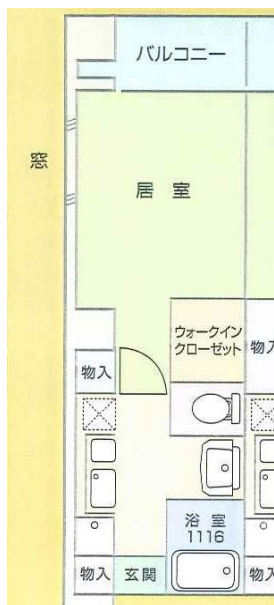 バルコニー
窓
居室
ウォークイン
クローゼット
物入
物入
浴室
1116
物入
玄関
物入